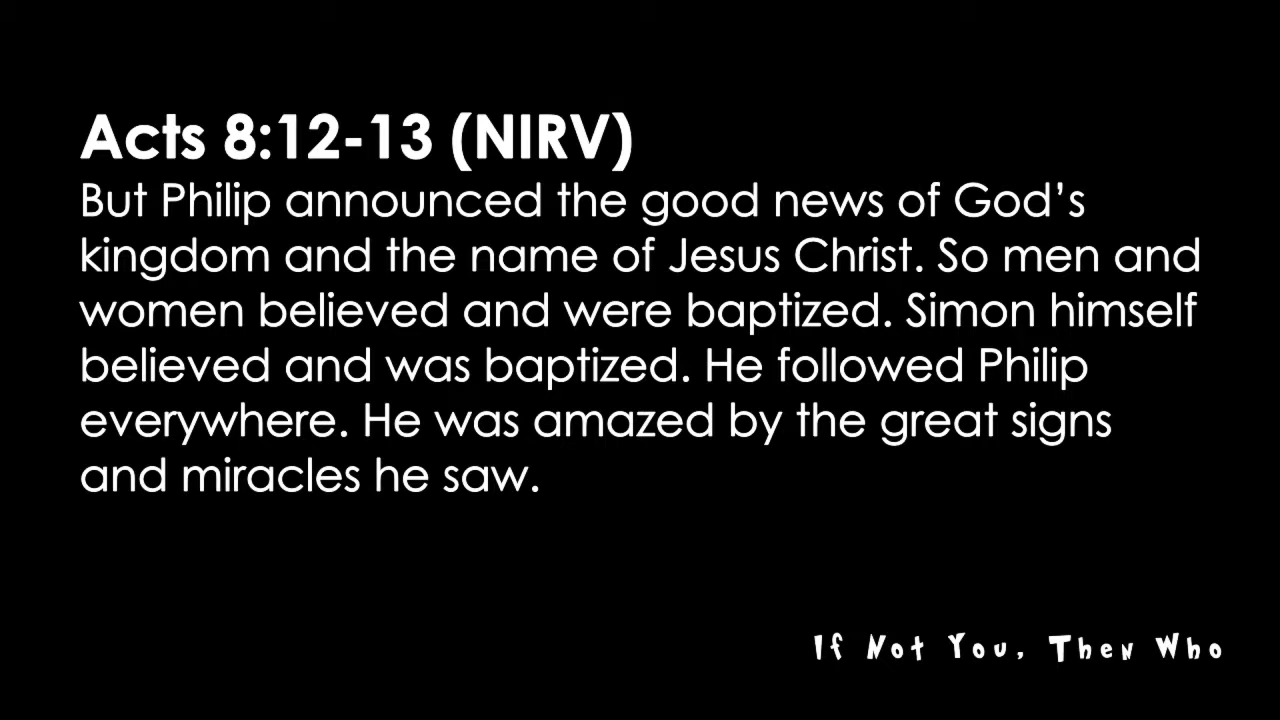 Acts 8:12-13 (NIRV)
But Philip announced the good news of God’s
kingdom and the name of Jesus Christ. So men and
women believed and were baptized. Simon himself
believed and was baptized. He followed Philip
everywhere. He was amazed by the great signs
and miracles he saw.
If Not You, Then Who